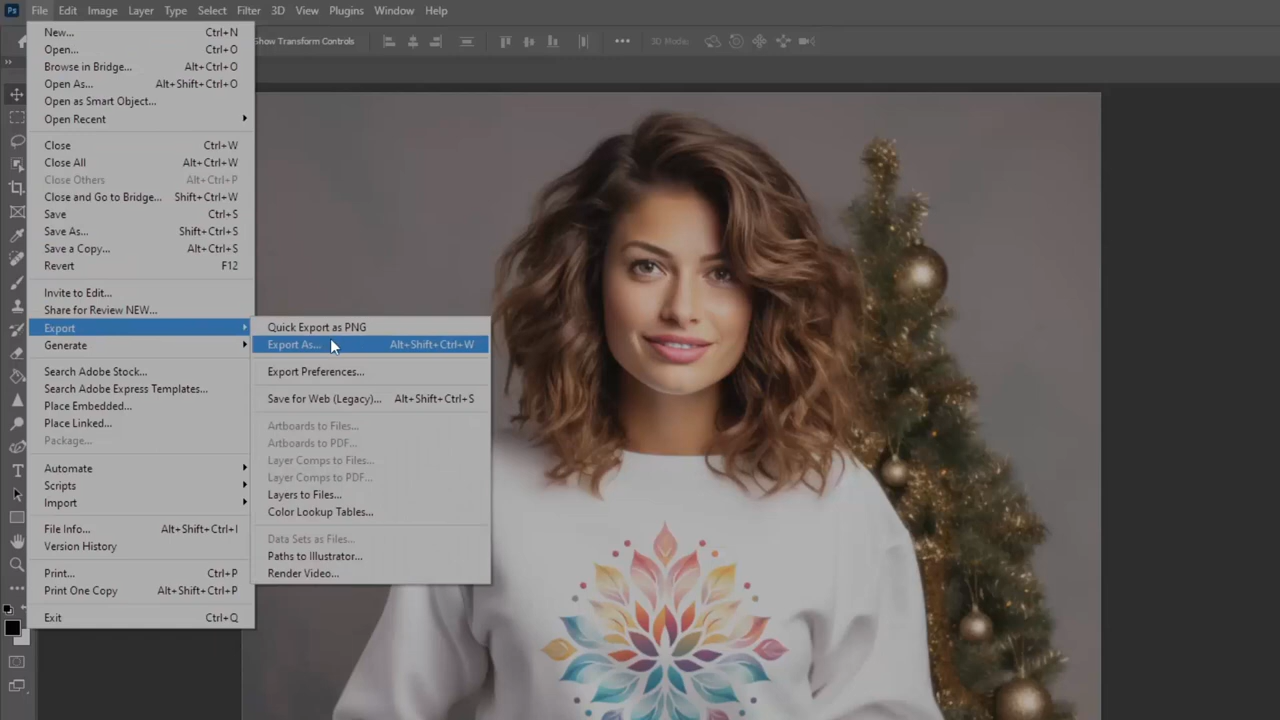 Ps File Edit Image Layer Type Select Filter 3D View Plugins Window Help
Show Transform Controls 3D Mode:
New... Ctrl+N
Open... Ctrl+O
Browse in Bridge... Alt+Ctrl+O
Open As... Alt+Shift+Ctrl+O
Open as Smart Object...
Open Recent
Close Ctrl+W
Close All Alt+Ctrl+W
Close Others Alt+Ctrl+P
Close and Go to Bridge... Shift+Ctrl+W
Save Ctrl+S
Save As... Shift+Ctrl+S
Save a Copy... Alt+Ctrl+S
Revert F12
Invite to Edit...
Share for Review NEW...
Export
Generate
Search Adobe Stock...
Search Adobe Express Templates...
Place Embedded...
Place Linked...
Package...
Automate
Scripts
Import
File Info... Alt+Shift+Ctrl+I
Version History
Print... Ctrl+P
Print One Copy Alt+Shift+Ctrl+P
Exit Ctrl+Q
Quick Export as PNG
Export As... Alt+Shift+Ctrl+W
Export Preferences...
Save for Web (Legacy)... Alt+Shift+Ctrl+S
Artboards to Files...
Artboards to PDF...
Layer Comps to Files...
Layer Comps to PDF...
Layers to Files...
Color Lookup Tables...
Data Sets as Files...
Paths to Illustrator...
Render Video...